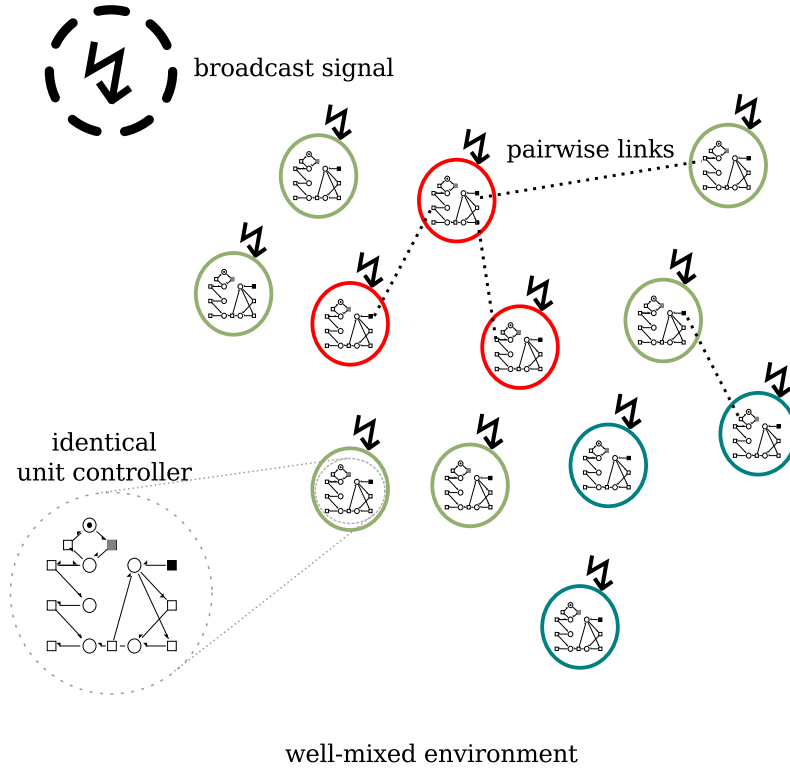 broadcast signal
pairwise links
identical
unit controller
well-mixed environment